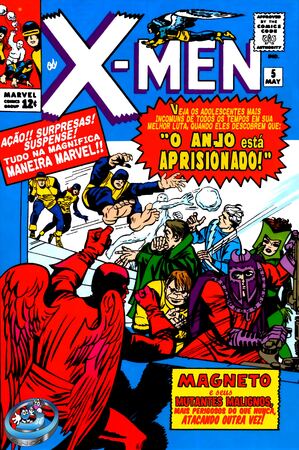 APPROVED
BY THE
COMICS
CODE
AUTHORITY
X-MEN
MARVEL
COMICS
GROUP
12¢
IND.
5
MAY
VEJA OS ADOLESCENTES MAIS
INCOMUNS DE TODOS OS TEMPOS EM SUA
MELHOR LUTA, QUANDO ELES DESCOBREM QUE:
"O ANJO está
APRISIONADO!"
AÇÃO!! SURPRESAS!
SUSPENSE!
TUDO NA MAGNÍFICA
MANEIRA MARVEL!!
MAGNETO
e seus
MUTANTES MALIGNOS,
MAIS PERIGOSOS DO QUE NUNCA,
ATACANDO OUTRA VEZ!